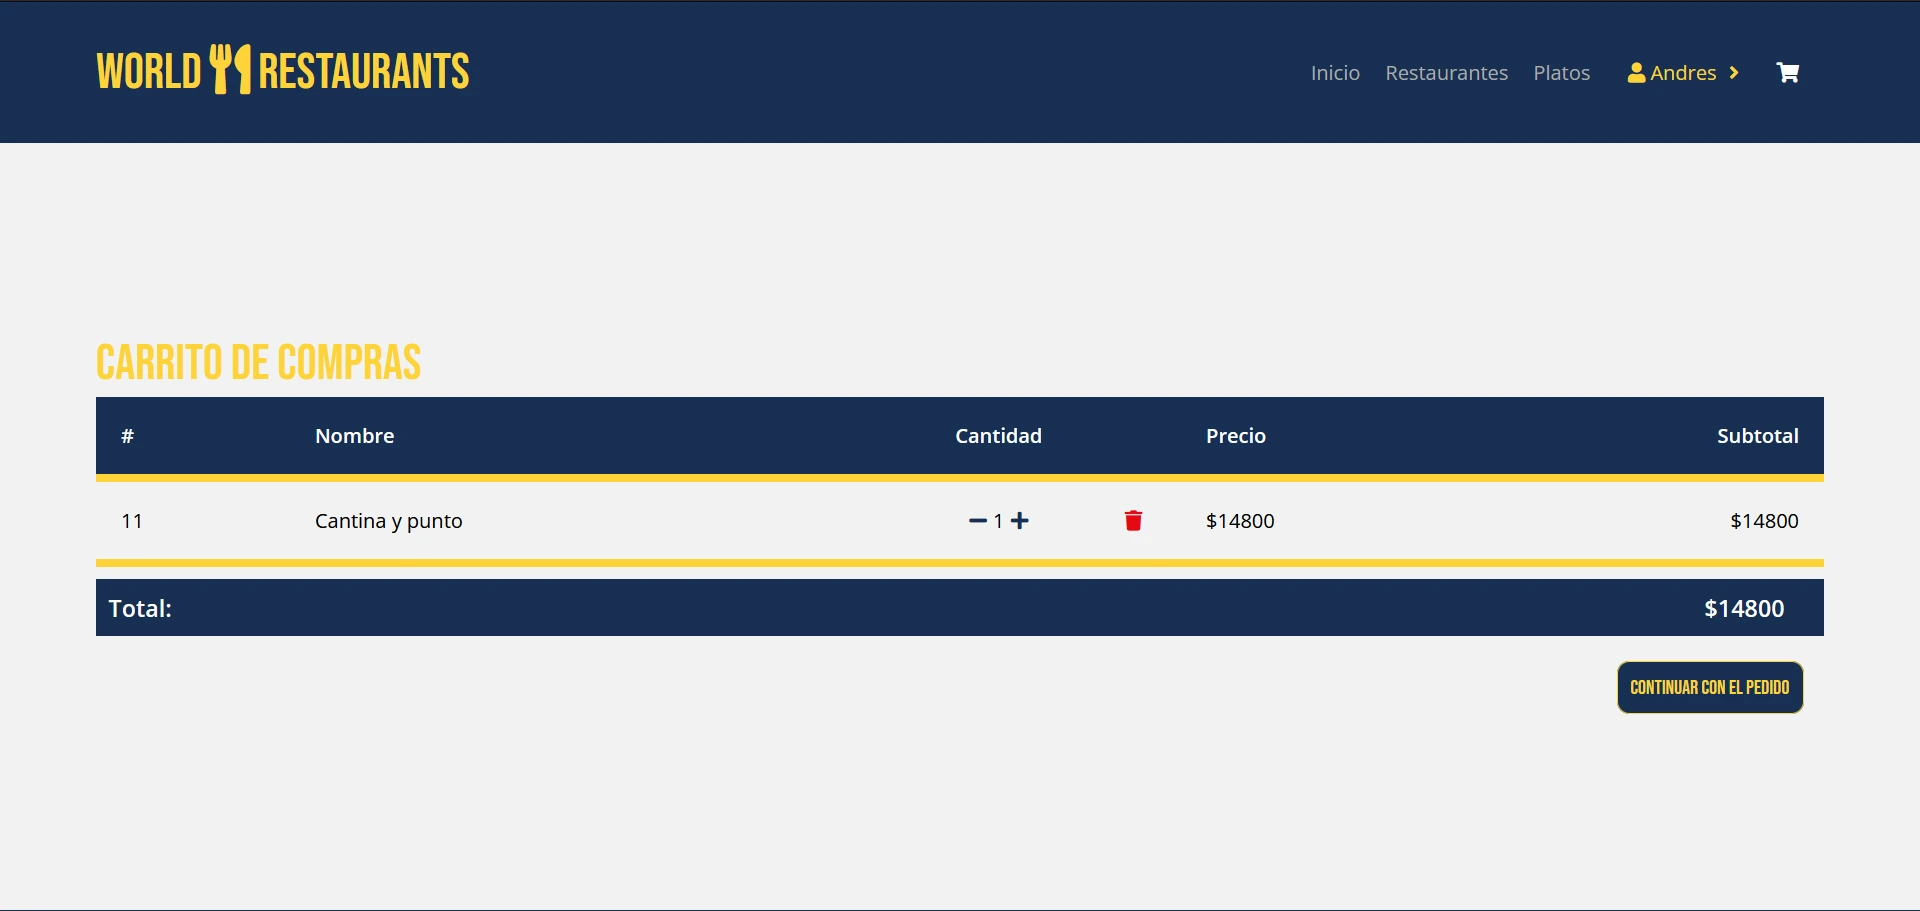 WORLD RESTAURANTS
Inicio Restaurantes Platos Andres
CARRITO DE COMPRAS
# Nombre Cantidad Precio Subtotal
11 Cantina y punto 1 $14800 $14800
Total: $14800
CONTINUAR CON EL PEDIDO